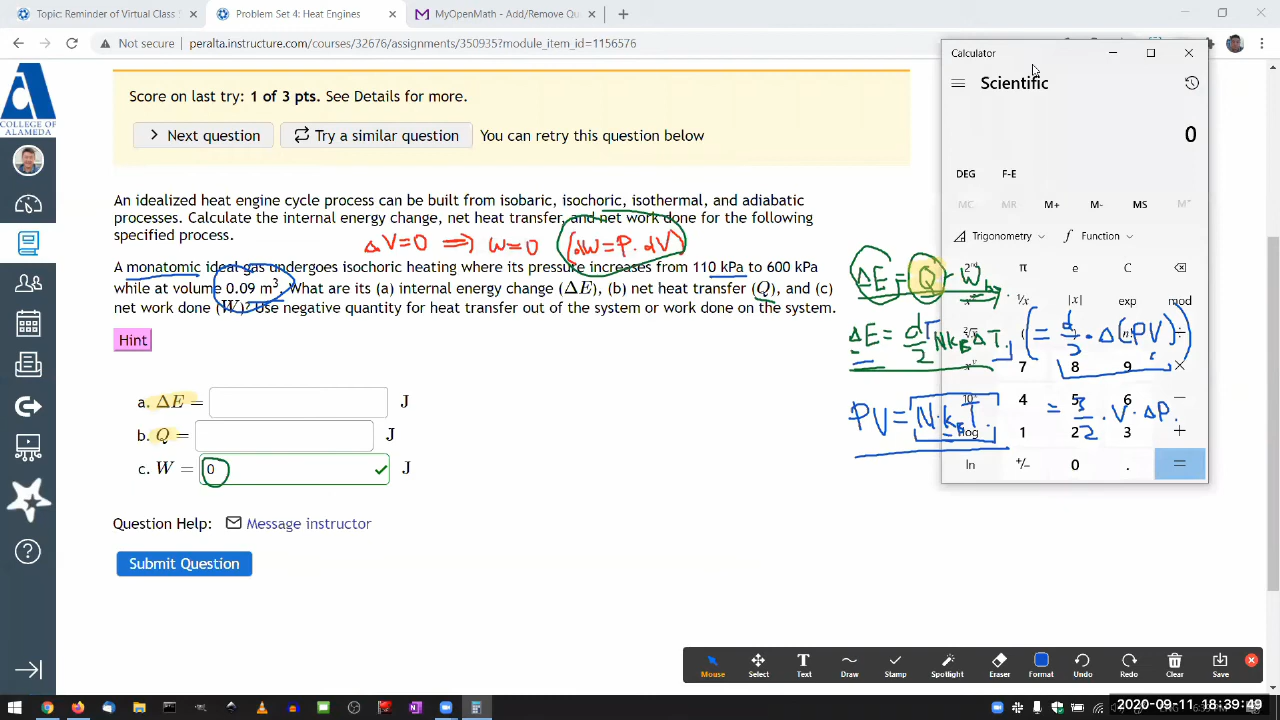 Topic: Reminder of Virtual Class
Problem Set 4: Heat Engines
MyOpenMath - Add/Remove Qu
Not secure peralta.instructure.com/courses/32676/assignments/350935?module_item_id=1156576
COLLEGE OF
ALAMEDA
Score on last try: 1 of 3 pts. See Details for more.
Next question
Try a similar question
You can retry this question below
An idealized heat engine cycle process can be built from isobaric, isochoric, isothermal, and adiabatic
processes. Calculate the internal energy change, net heat transfer, and net work done for the following
specified process.
ΔV=0 ⟹ W=0 (dW=P.dV)
A monatomic ideal gas undergoes isochoric heating where its pressure increases from 110 kPa to 600 kPa
while at volume 0.09 m³. What are its (a) internal energy change (ΔE), (b) net heat transfer (Q), and (c)
net work done (W)? Use negative quantity for heat transfer out of the system or work done on the system.
Hint
a. ΔE = J
b. Q = J
c. W = 0 J
Question Help: Message instructor
Submit Question
Calculator
Scientific
0
DEG F-E
MC MR M+ M- MS
Trigonometry Function
2nd π e C
¹/x |x| exp mod
( ) n! ÷
7 8 9 ×
4 5 6 −
log 1 2 3 +
ln +/− 0 . =
ΔE = Q - W by
ΔE = d/2 N k_B ΔT. (= d/2 · Δ(PV))
PV = N·k_B T. = 3/2 · V · ΔP.
Mouse Select Text Draw Stamp Spotlight Eraser Format Undo Redo Clear Save
2020-09-11 18:39:49